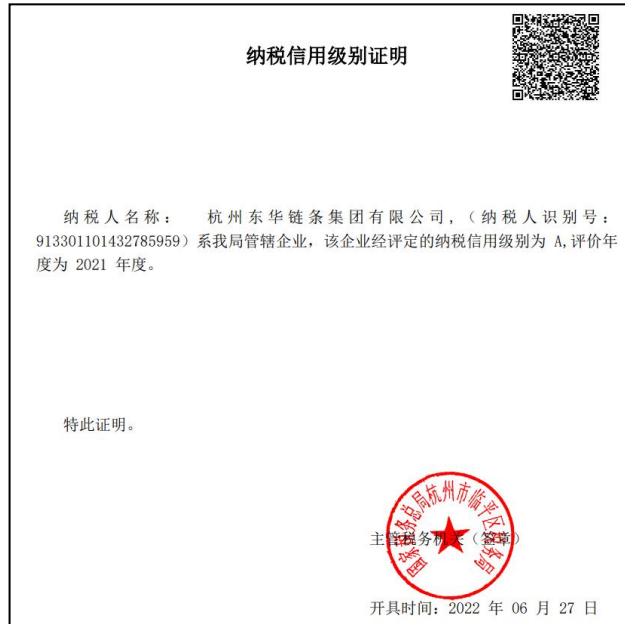 纳税信用级别证明
纳税人名称： 杭州东华链条集团有限公司,（纳税人识别号：
913301101432785959）系我局管辖企业，该企业经评定的纳税信用级别为 A,评价年
度为 2021 年度。
特此证明。
国家税务总局杭州市临平区税务局
主管税务机关（签章）
开具时间：2022 年 06 月 27 日